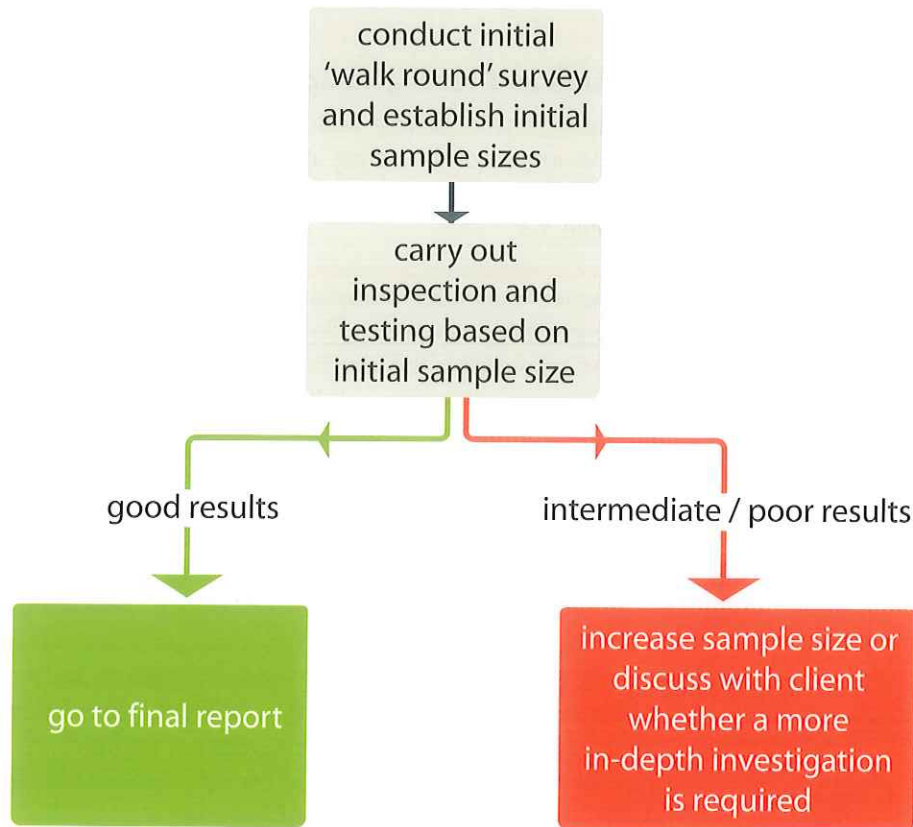 conduct initial
‘walk round’ survey
and establish initial
sample sizes
carry out
inspection and
testing based on
initial sample size
good results
intermediate / poor results
go to final report
increase sample size or
discuss with client
whether a more
in-depth investigation
is required